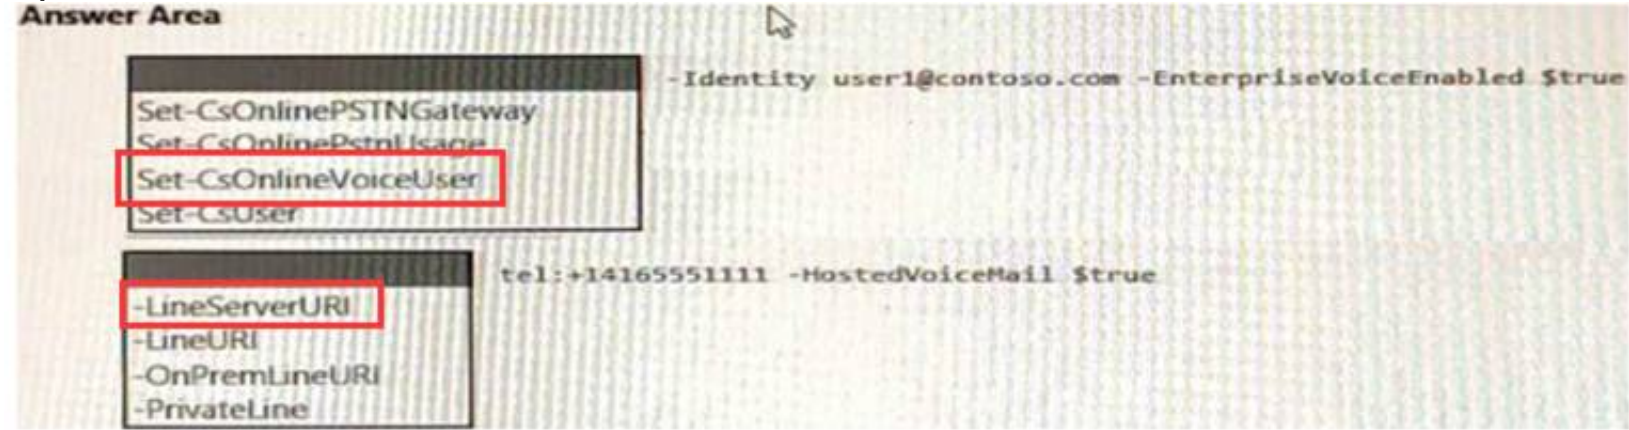 Answer Area
-Identity user1@contoso.com -EnterpriseVoiceEnabled $true
Set-CsOnlinePSTNGateway
Set-CsOnlinePstnUsage
Set-CsOnlineVoiceUser
Set-CsUser
tel:+14165551111 -HostedVoiceMail $true
-LineServerURI
-LineURI
-OnPremLineURI
-PrivateLine